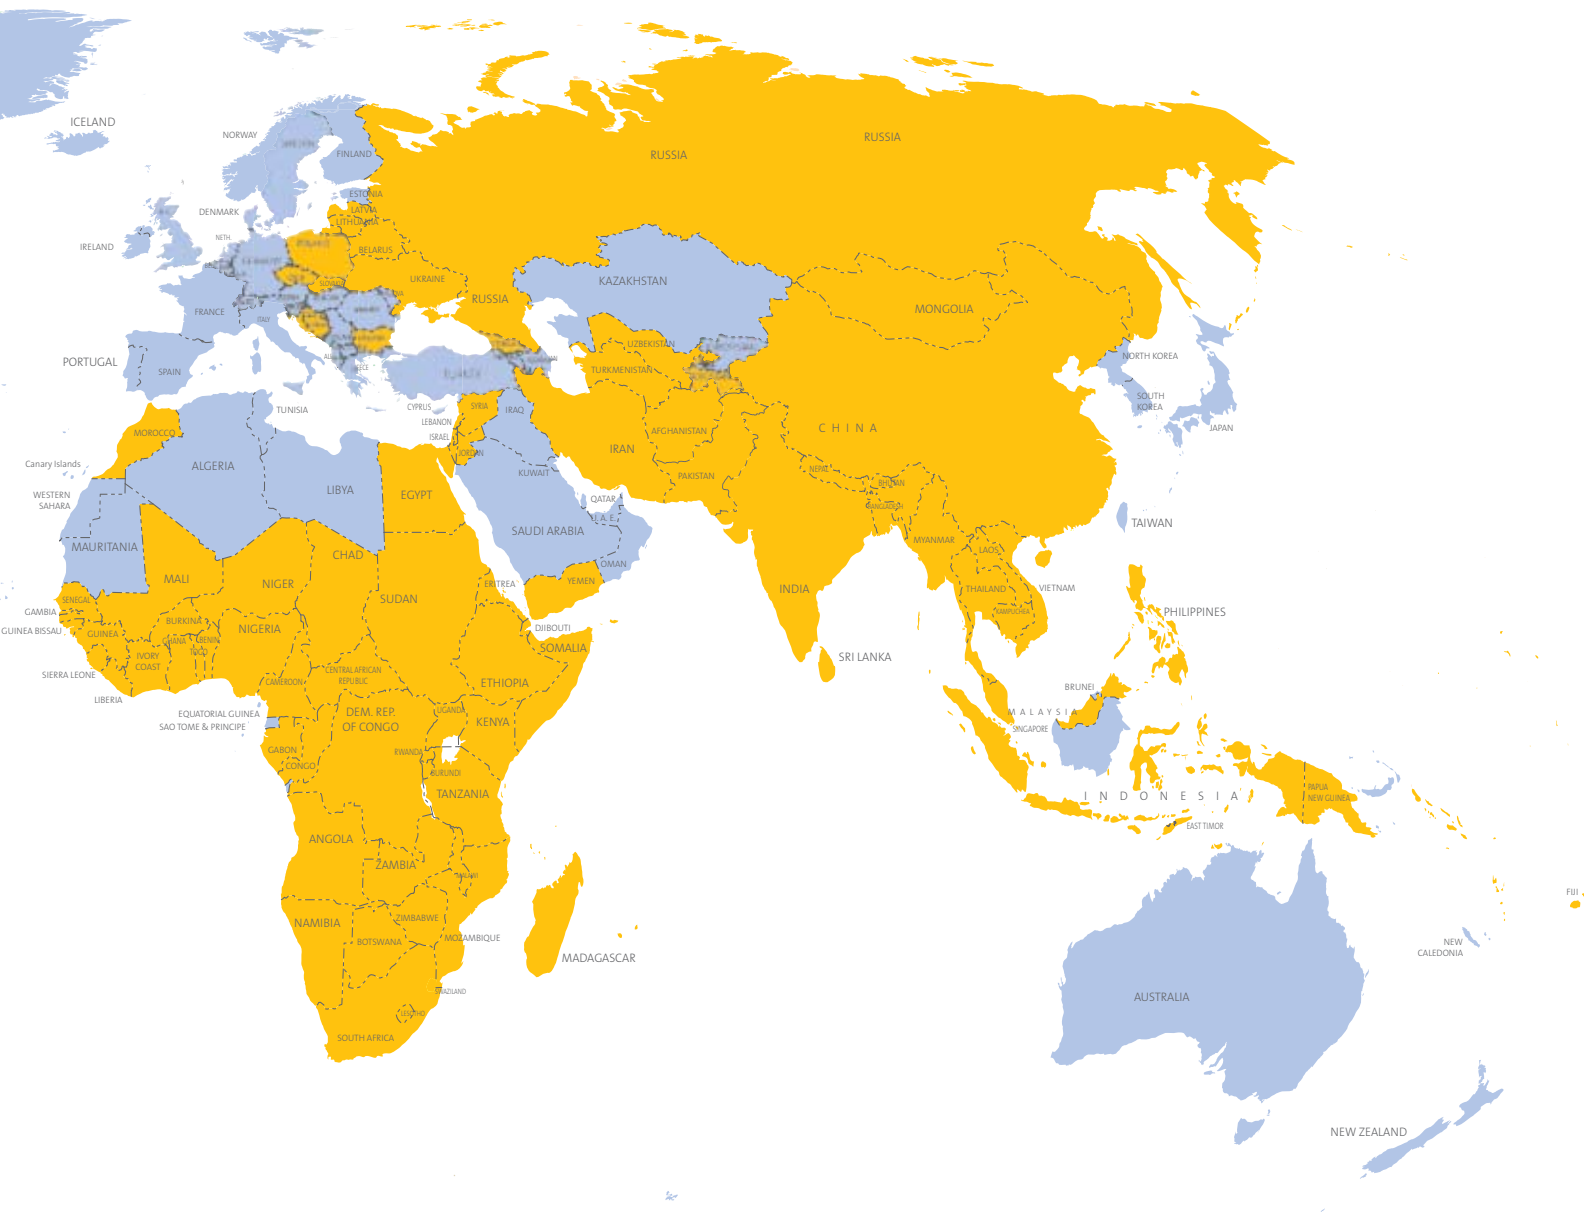 ICELAND
NORWAY
FINLAND
RUSSIA
RUSSIA
ESTONIA
LATVIA
LITHUANIA
DENMARK
NETH.
IRELAND
BELARUS
UKRAINE
RUSSIA
SLOVAKIA
FRANCE
ITALY
KAZAKHSTAN
MONGOLIA
PORTUGAL
SPAIN
UZBEKISTAN
TURKMENISTAN
NORTH KOREA
SOUTH
KOREA
JAPAN
TUNISIA
CYPRUS
LEBANON
ISRAEL
SYRIA
IRAQ
JORDAN
MOROCCO
Canary Islands
ALGERIA
LIBYA
EGYPT
WESTERN
SAHARA
MAURITANIA
KUWAIT
IRAN
AFGHANISTAN
PAKISTAN
CHINA
NEPAL
BHUTAN
BANGLADESH
QATAR
U. A. E.
SAUDI ARABIA
OMAN
YEMEN
INDIA
MYANMAR
LAOS
THAILAND
VIETNAM
KAMPUCHEA
TAIWAN
PHILIPPINES
SRI LANKA
MALI
NIGER
CHAD
SUDAN
ERITREA
DJIBOUTI
SOMALIA
ETHIOPIA
SENEGAL
GAMBIA
GUINEA BISSAU
GUINEA
SIERRA LEONE
LIBERIA
IVORY
COAST
BURKINA
GHANA
BENIN
TOGO
NIGERIA
CAMEROON
CENTRAL AFRICAN
REPUBLIC
EQUATORIAL GUINEA
SAO TOME & PRINCIPE
GABON
CONGO
DEM. REP.
OF CONGO
UGANDA
KENYA
RWANDA
BURUNDI
TANZANIA
BRUNEI
MALAYSIA
SINGAPORE
INDONESIA
PAPUA
NEW GUINEA
EAST TIMOR
ANGOLA
ZAMBIA
MALAWI
NAMIBIA
ZIMBABWE
BOTSWANA
MOZAMBIQUE
MADAGASCAR
SWAZILAND
LESOTHO
SOUTH AFRICA
FIJI
NEW
CALEDONIA
AUSTRALIA
NEW ZEALAND